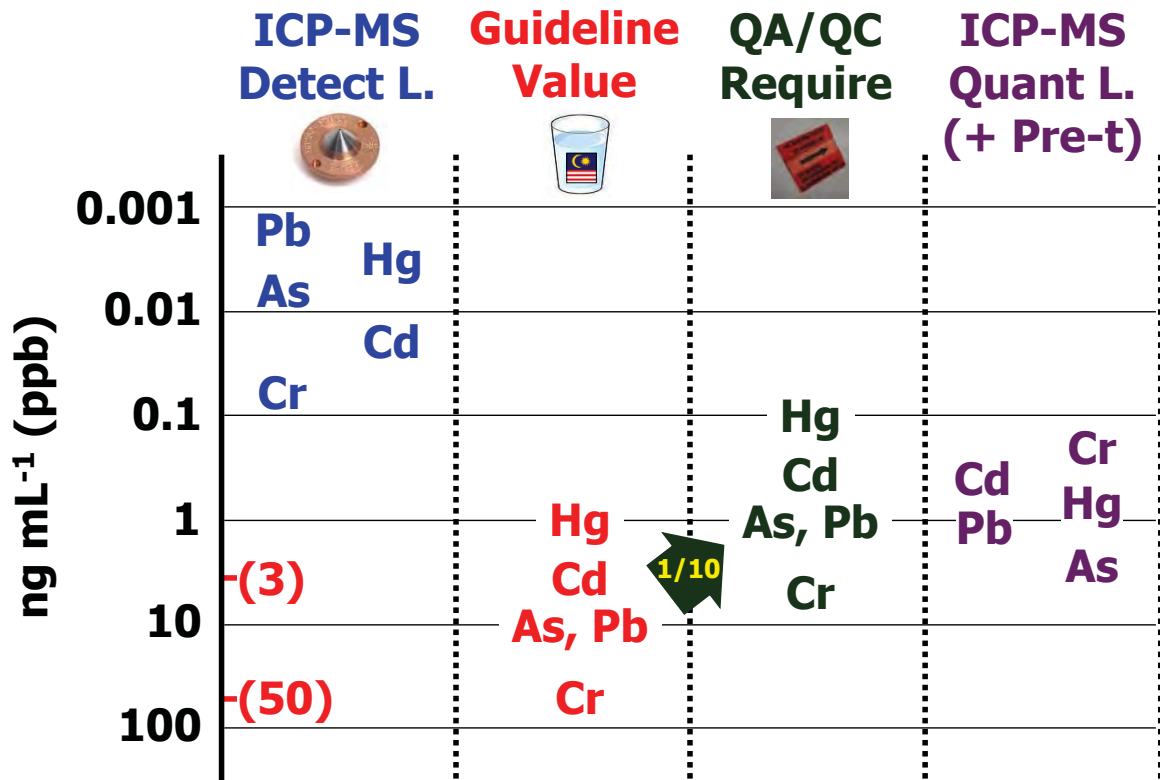 ICP-MS
Detect L.
Guideline
Value
QA/QC
Require
ICP-MS
Quant L.
(+ Pre-t)
ng mL⁻¹ (ppb)
0.001
0.01
0.1
1
10
100
(3)
(50)
Pb
Hg
As
Cd
Cr
Hg
Cd
As, Pb
Cr
1/10
Hg
Cd
As, Pb
Cr
Cr
Cd
Hg
Pb
As